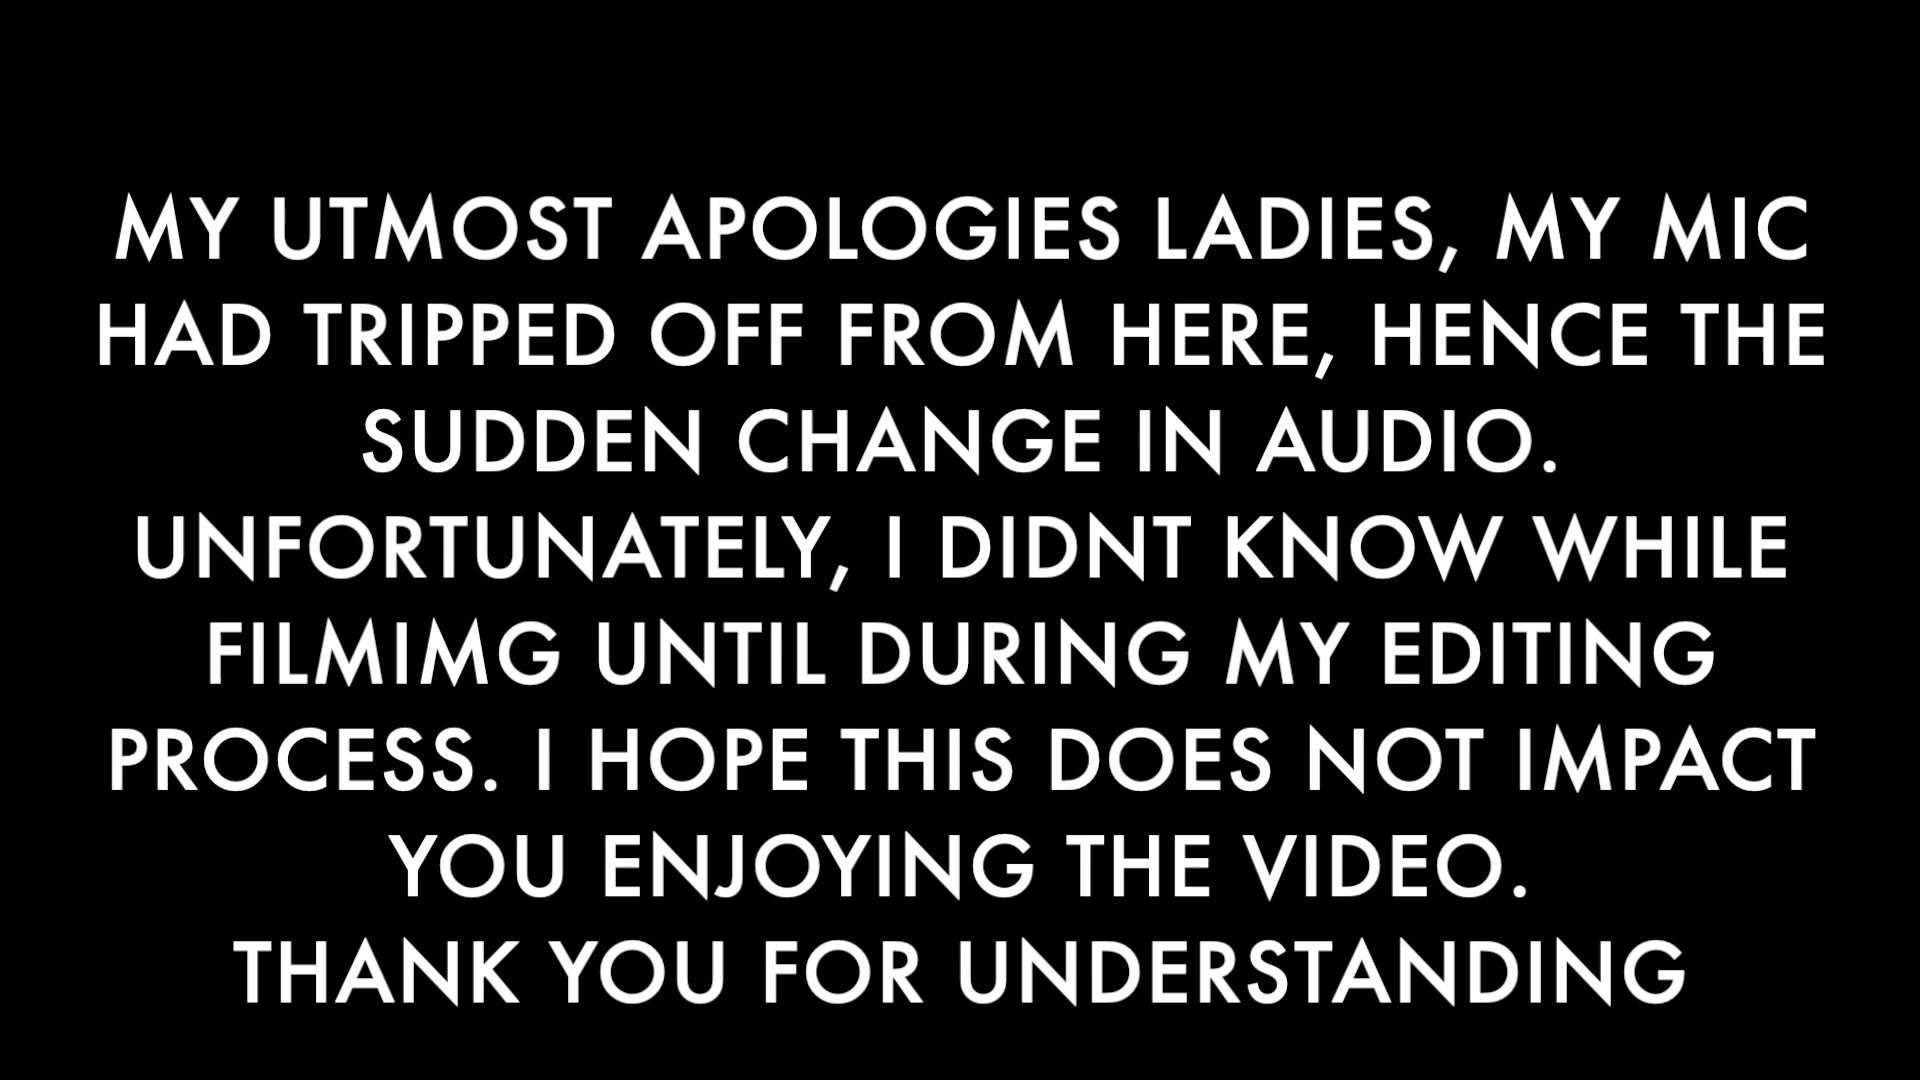 MY UTMOST APOLOGIES LADIES, MY MIC
HAD TRIPPED OFF FROM HERE, HENCE THE
SUDDEN CHANGE IN AUDIO.
UNFORTUNATELY, I DIDNT KNOW WHILE
FILMIMG UNTIL DURING MY EDITING
PROCESS. I HOPE THIS DOES NOT IMPACT
YOU ENJOYING THE VIDEO.
THANK YOU FOR UNDERSTANDING